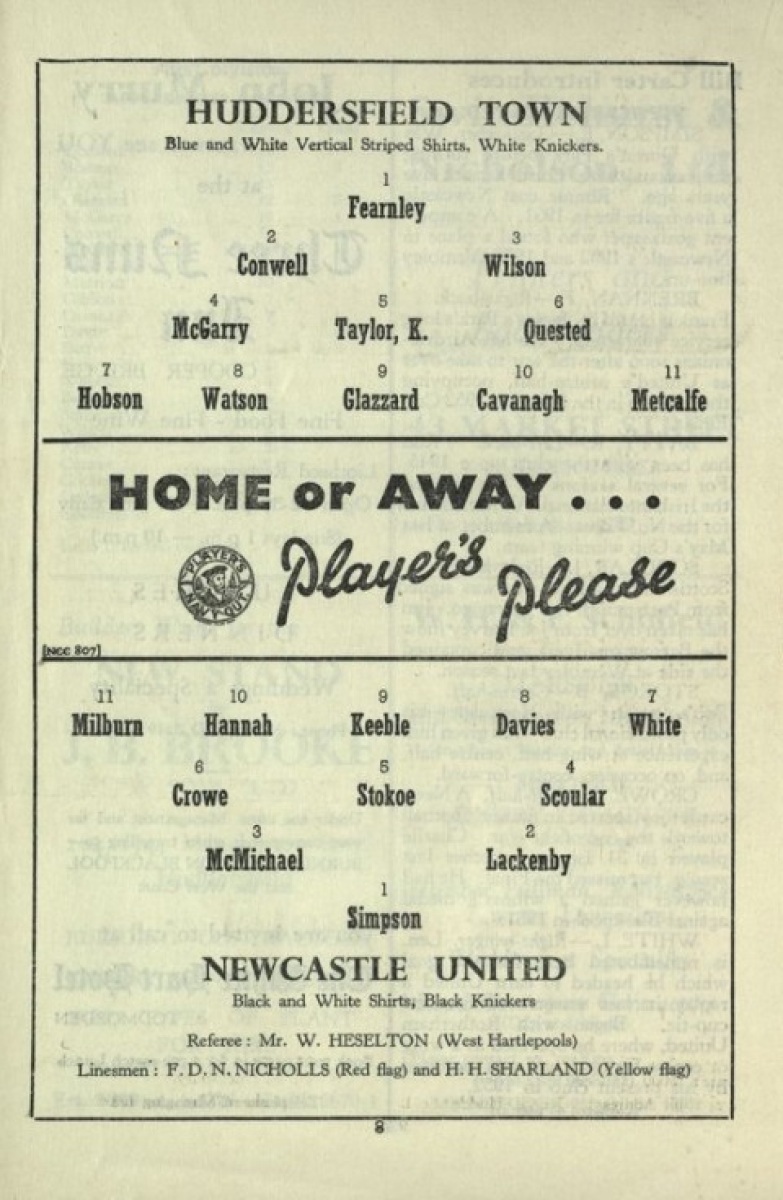 HUDDERSFIELD TOWN
Blue and White Vertical Striped Shirts, White Knickers.
1
Fearnley
2 3
Conwell Wilson
4 5 6
McGarry Taylor, K. Quested
7 8 9 10 11
Hobson Watson Glazzard Cavanagh Metcalfe
HOME or AWAY . . .
PLAYER'S NAVY CUT
Player's Please
[NCC 807]
11 10 9 8 7
Milburn Hannah Keeble Davies White
6 5 4
Crowe Stokoe Scoular
3 2
McMichael Lackenby
1
Simpson
NEWCASTLE UNITED
Black and White Shirts, Black Knickers
Referee : Mr. W. HESELTON (West Hartlepools)
Linesmen : F. D. N. NICHOLLS (Red flag) and H. H. SHARLAND (Yellow flag)
8